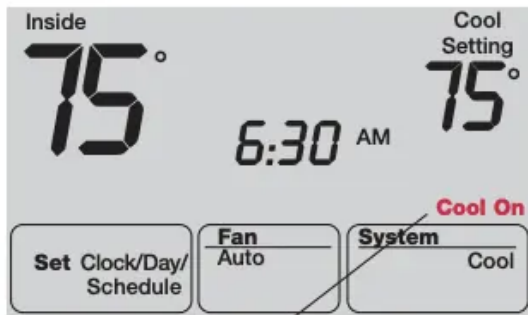 Inside
75°
Cool
Setting
75°
6:30 AM
Cool On
Set Clock/Day/
Schedule
Fan
Auto
System
Cool